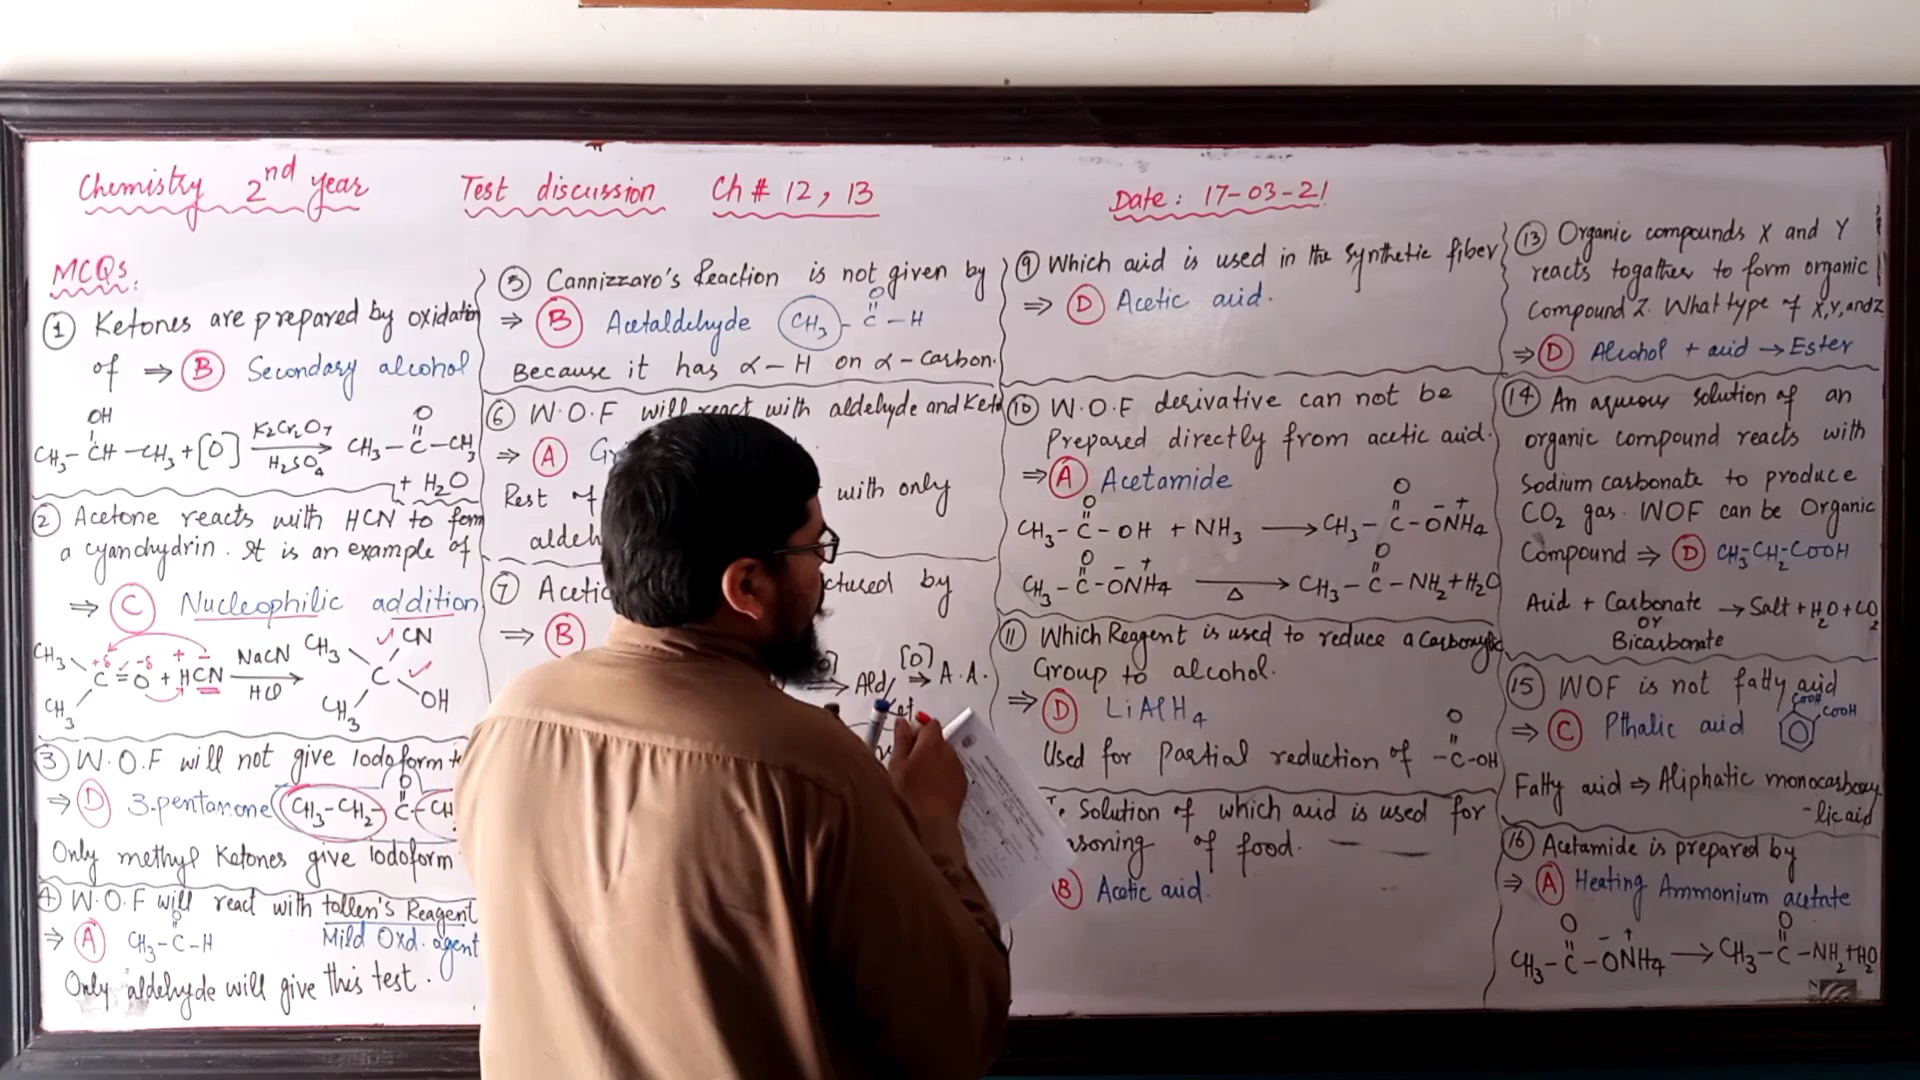 Chemistry 2nd year Test discussion Ch # 12, 13 Date: 17-03-21
MCQs.
① Ketones are prepared by oxidation
of ⇒ Ⓑ Secondary alcohol
OH
CH3-CH-CH3 + [O] K2Cr2O7 H2SO4 → CH3-C-CH3
O
+ H2O
② Acetone reacts with HCN to form
a cyanohydrin. It is an example of
⇒ Ⓒ Nucleophilic addition
CH3 CH3 C=O + HCN NaCN HCl → CH3 CH3 C CN OH
+δ -δ + -
③ W.O.F will not give Iodoform
⇒ Ⓓ 3.pentanone CH3-CH2-C-CH
O
Only methyl Ketones give iodoform
④ W.O.F will react with tollen's Reagent
⇒ Ⓐ CH3-C-H Mild Oxd. agent
O
Only aldehyde will give this test.
⑤ Cannizzaro's Reaction is not given by
⇒ Ⓑ Acetaldehyde CH3-C-H
O
Because it has α-H on α-carbon.
⑥ W.O.F will react with aldehyde and
⇒ Ⓐ
Rest of with only
⑦ by
⇒ Ⓑ
→ Ald/ [O] → A.A.
Ket
⑨ Which acid is used in the synthetic fiber
⇒ Ⓓ Acetic acid.
⑩ W.O.F derivative can not be
Prepared directly from acetic acid.
⇒ Ⓐ Acetamide
O O - +
CH3-C-OH + NH3 → CH3-C-ONH4
O - + O
CH3-C-ONH4 Δ → CH3-C-NH2 + H2O
⑪ Which Reagent is used to reduce a Carboxylic
Group to alcohol.
⇒ Ⓓ LiAlH4
O
Used for Partial reduction of -C-OH
Solution of which acid is used for
of food.
Ⓑ Acetic acid.
⑬ Organic compounds X and Y
reacts togather to form organic
Compound Z. What type of X,Y, and Z
⇒ Ⓓ Alcohol + acid → Ester
⑭ An aqueous solution of an
organic compound reacts with
Sodium carbonate to produce
CO2 gas. WOF can be Organic
Compound ⇒ Ⓓ CH3-CH2-COOH
Acid + Carbonate → Salt + H2O + CO2
or
Bicarbonate
⑮ WOF is not fatty acid
⇒ Ⓒ Pthalic acid COOH COOH
Fatty acid ⇒ Aliphatic monocarboxy
-lic acid
⑯ Acetamide is prepared by
⇒ Ⓐ Heating Ammonium acetate
O - + O
CH3-C-ONH4 → CH3-C-NH2 + H2O